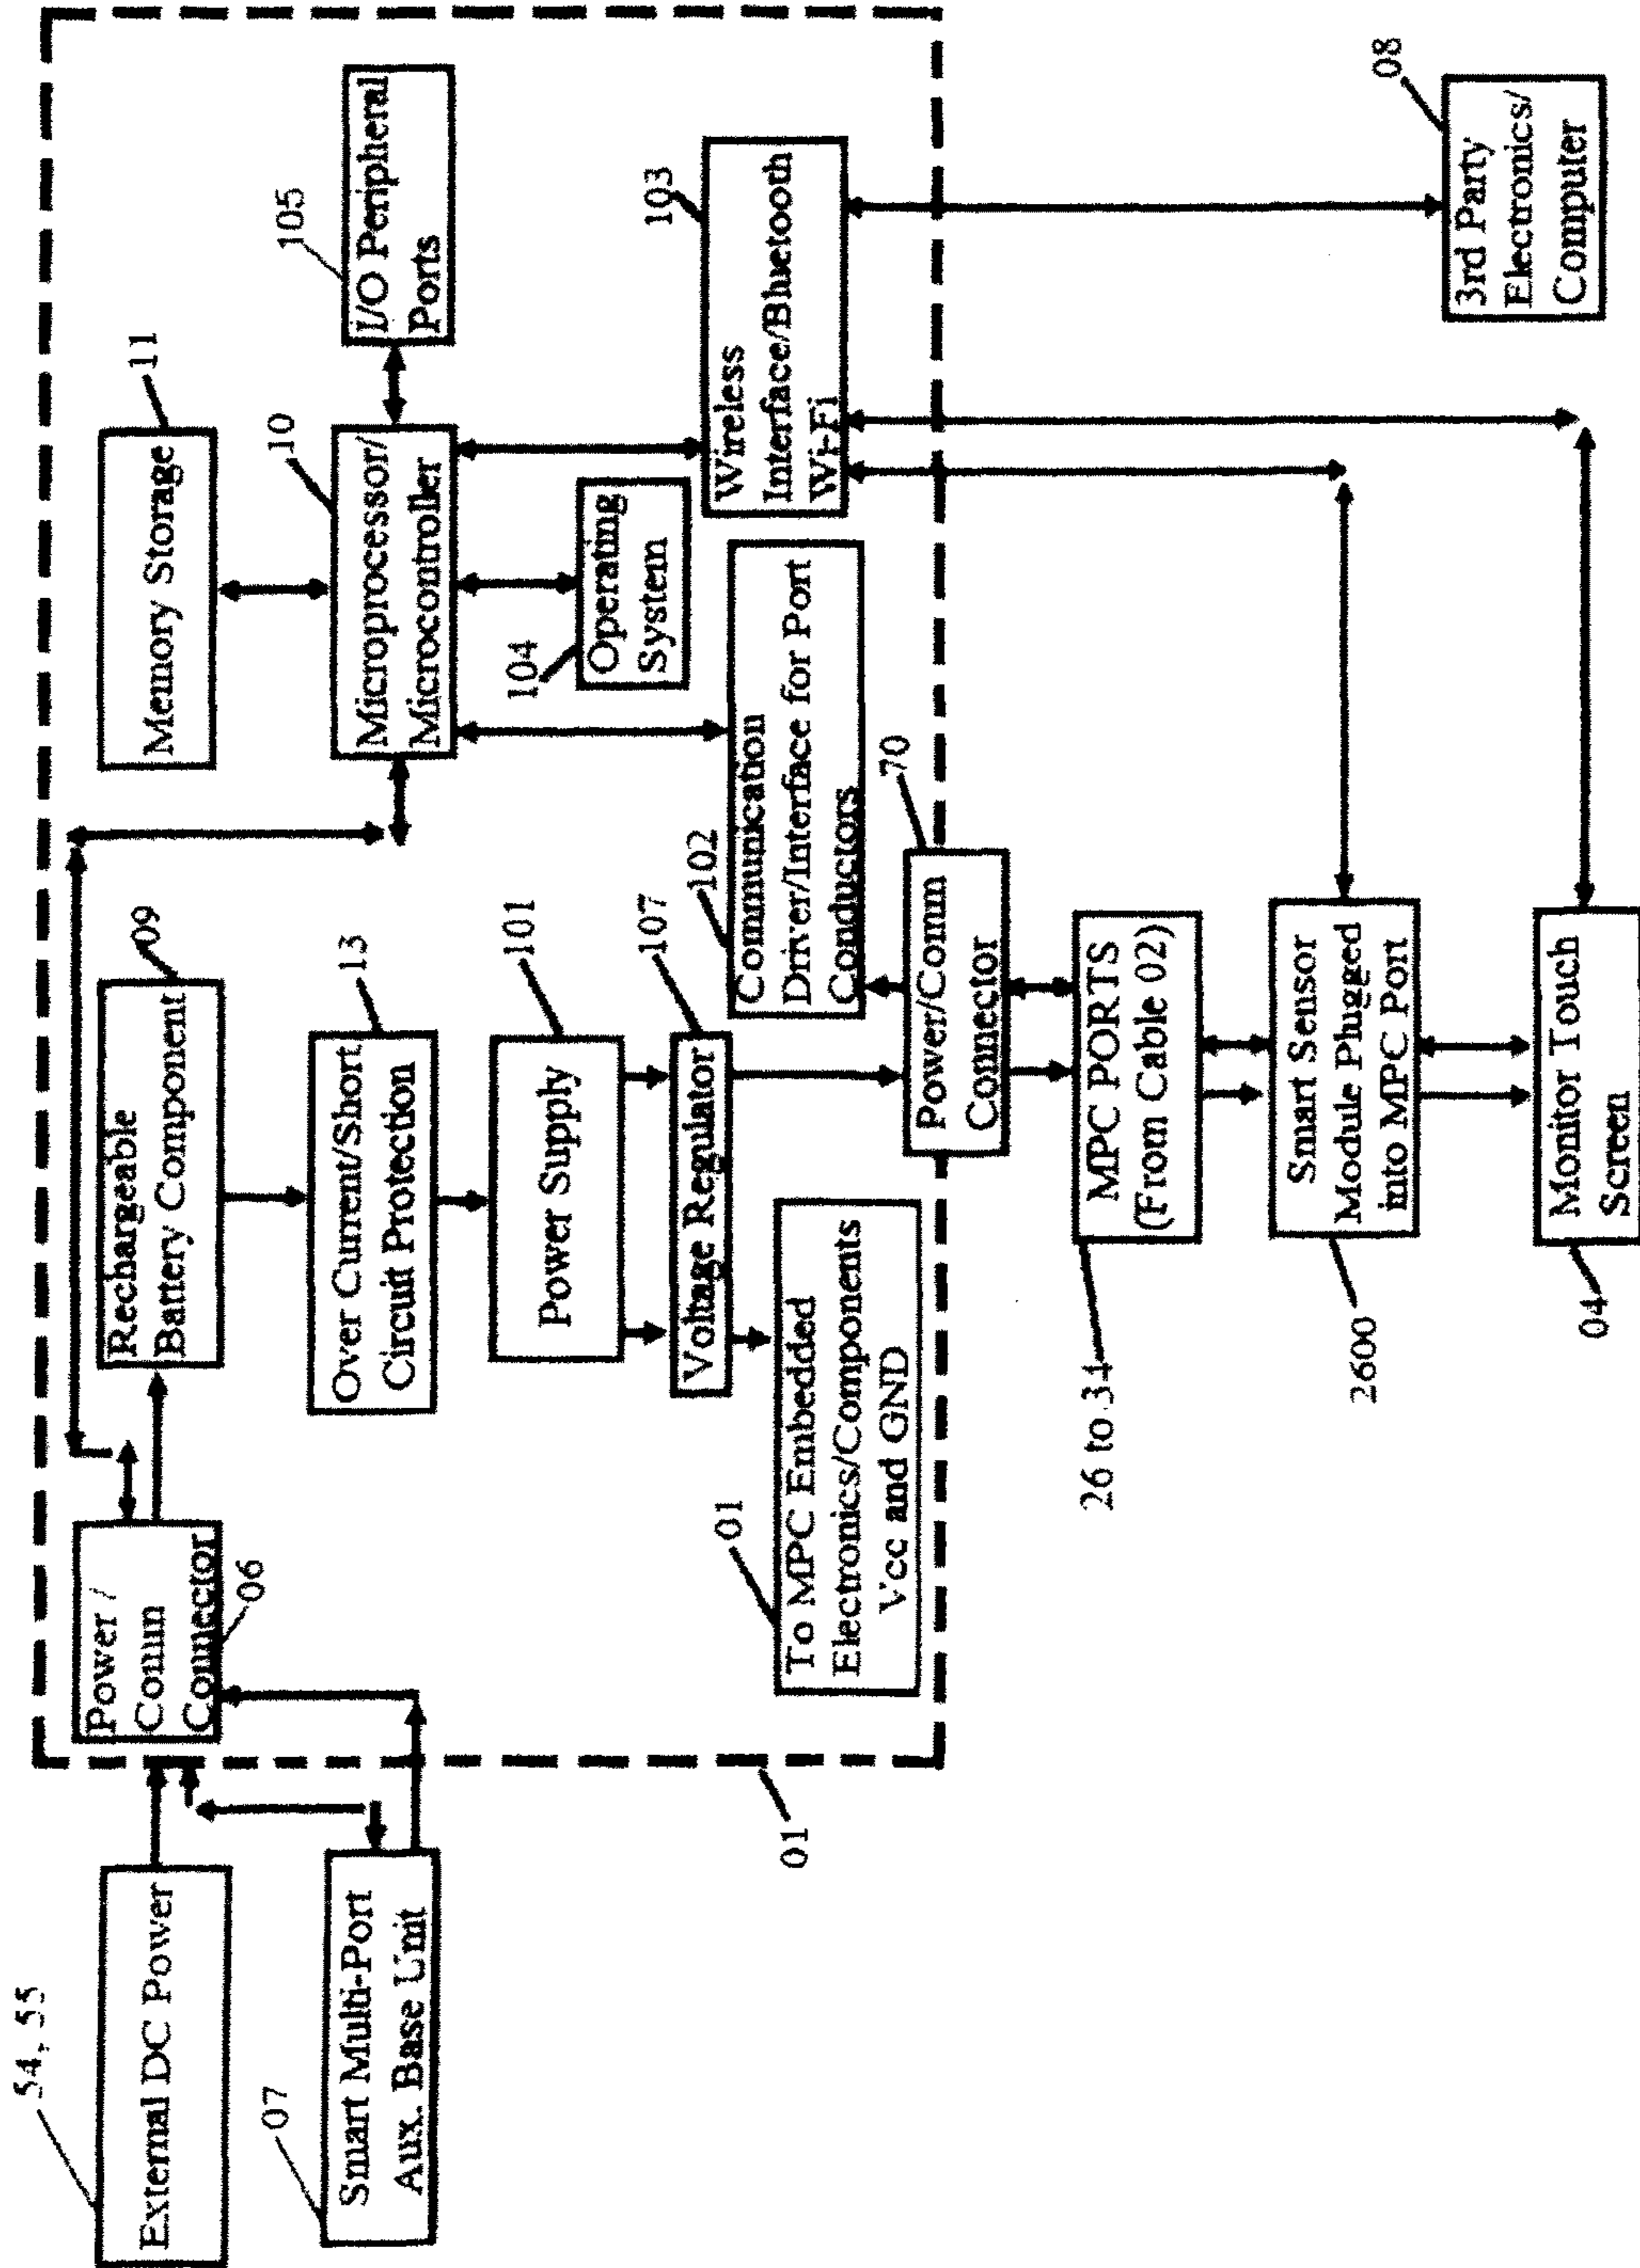 54, 55
External DC Power
07
Smart Multi-Port
Aux. Base Unit
Power /
Comm
Connector
06
01
Rechargeable
Battery Component
09
Over Current/Short
Circuit Protection
13
Power Supply
101
Voltage Regulator
107
01
To MPC Embedded
Electronics/Components
Vcc and GND
Memory Storage
11
Microprocessor/
Microcontroller
10
I/O Peripheral
Ports
105
104
Operating
System
102
Communication
Driver/Interface for Port
Conductors
103
Wireless
Interface/Bluetooth
Wi-Fi
70
Power/Comm
Connector
26 to 34
MPC PORTS
(From Cable 02)
2600
Smart Sensor
Module Plugged
into MPC Port
04
Monitor Touch
Screen
08
3rd Party
Electronics/
Computer